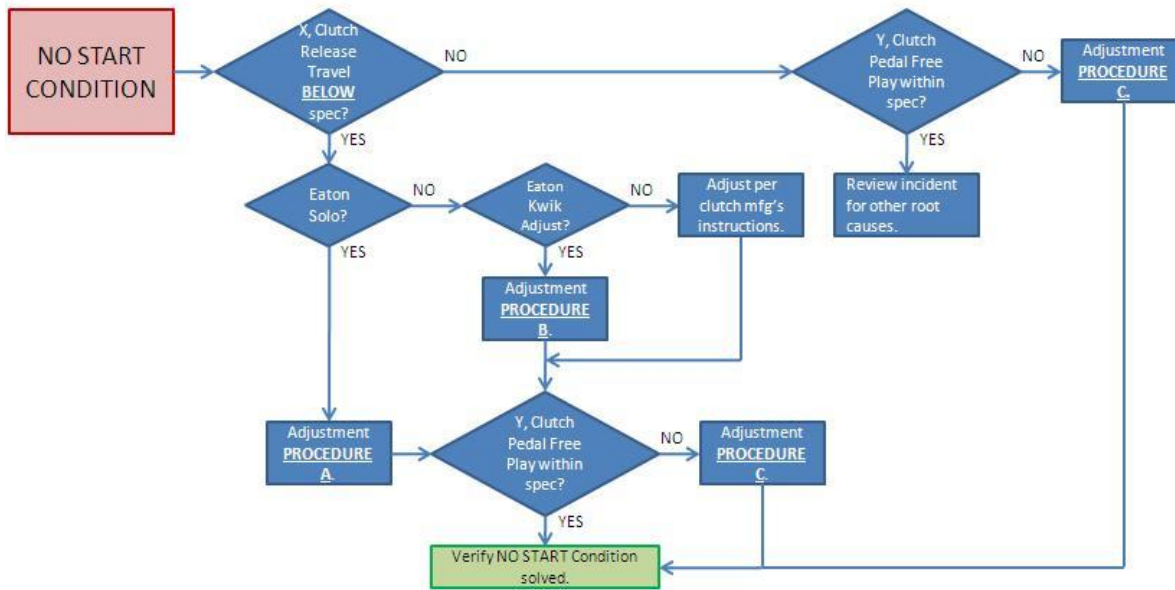 NO START
CONDITION
X, Clutch
Release
Travel
BELOW
spec?
NO
Y, Clutch
Pedal Free
Play within
spec?
NO
Adjustment
PROCEDURE
C.
YES
YES
Eaton
Solo?
NO
Eaton
Kwik
Adjust?
NO
Adjust per
clutch mfg's
instructions.
Review incident
for other root
causes.
YES
YES
Adjustment
PROCEDURE
B.
Adjustment
PROCEDURE
A.
Y, Clutch
Pedal Free
Play within
spec?
NO
Adjustment
PROCEDURE
C.
YES
Verify NO START Condition
solved.